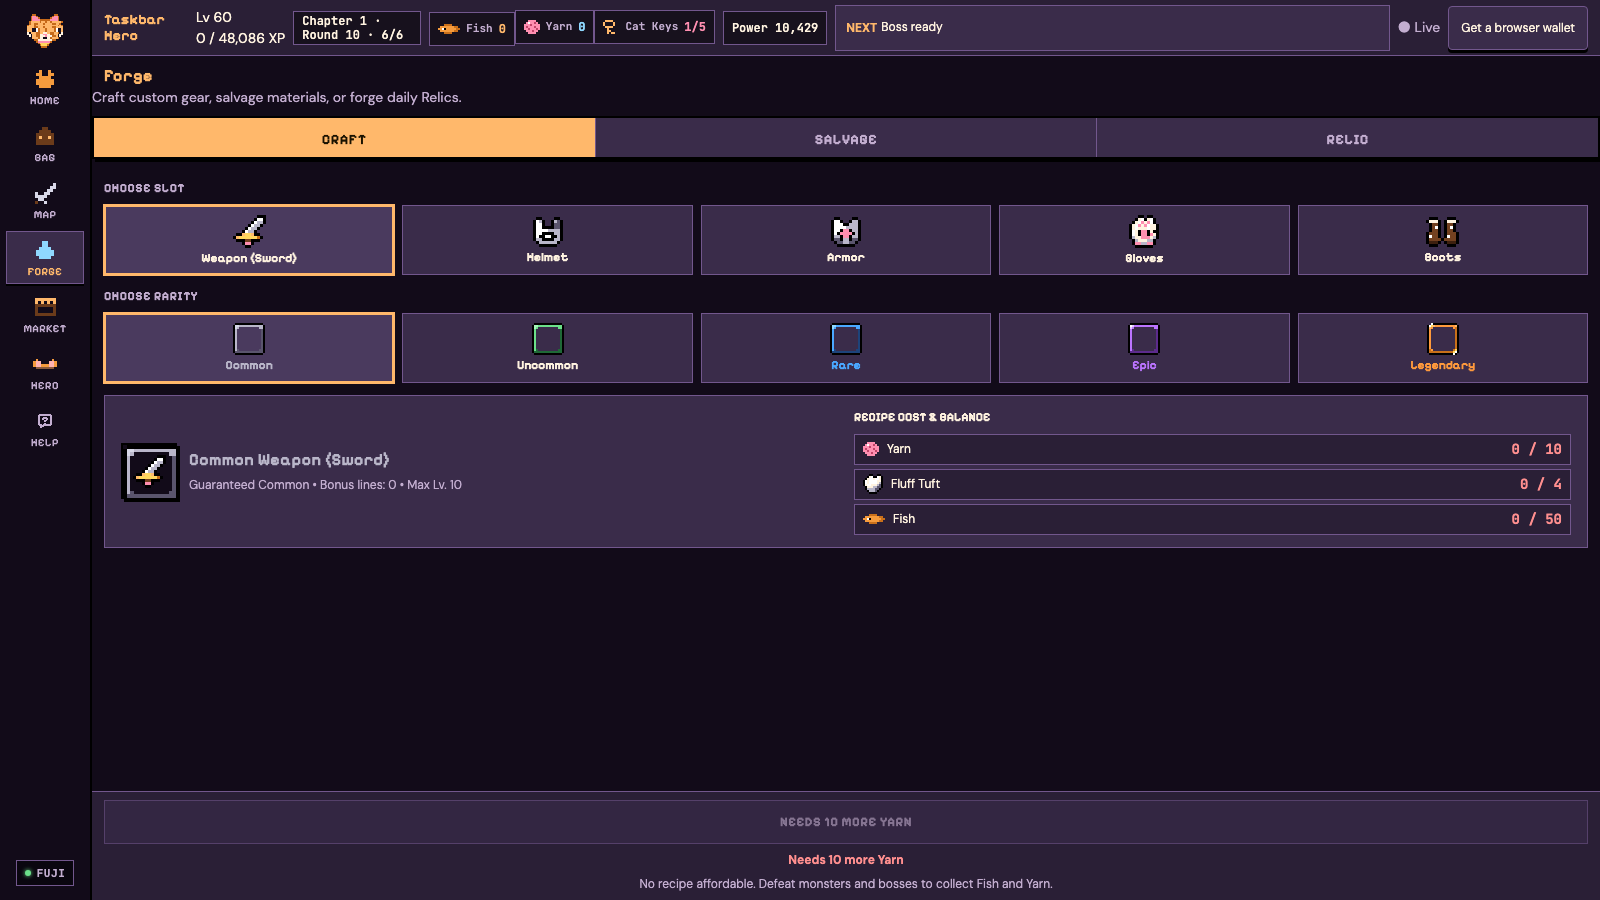 Taskbar
Hero
Lv 60
0 / 48,086 XP
Chapter 1 ·
Round 10 · 6/6
Fish 0
Yarn 0
Cat Keys 1/5
Power 10,429
NEXT Boss ready
Live
Get a browser wallet
HOME
BAG
MAP
FORGE
MARKET
HERO
HELP
FUJI
Forge
Craft custom gear, salvage materials, or forge daily Relics.
CRAFT
SALVAGE
RELIC
CHOOSE SLOT
Weapon (Sword)
Helmet
Armor
Gloves
Boots
CHOOSE RARITY
Common
Uncommon
Rare
Epic
Legendary
Common Weapon (Sword)
Guaranteed Common • Bonus lines: 0 • Max Lv. 10
RECIPE COST & BALANCE
Yarn 0 / 10
Fluff Tuft 0 / 4
Fish 0 / 50
NEEDS 10 MORE YARN
Needs 10 more Yarn
No recipe affordable. Defeat monsters and bosses to collect Fish and Yarn.